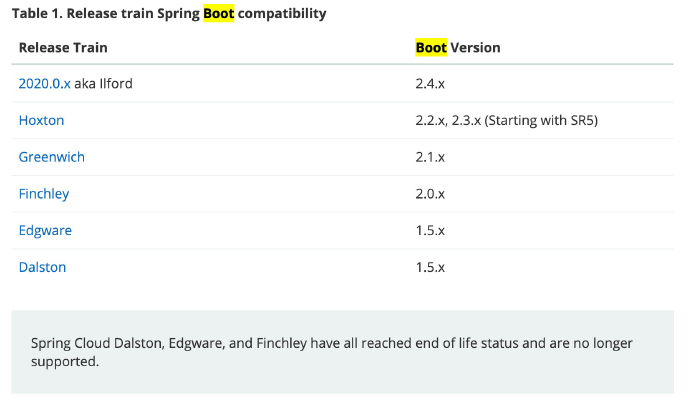 Table 1. Release train Spring Boot compatibility
Release Train Boot Version
2020.0.x aka Ilford 2.4.x
Hoxton 2.2.x, 2.3.x (Starting with SR5)
Greenwich 2.1.x
Finchley 2.0.x
Edgware 1.5.x
Dalston 1.5.x
Spring Cloud Dalston, Edgware, and Finchley have all reached end of life status and are no longer
supported.